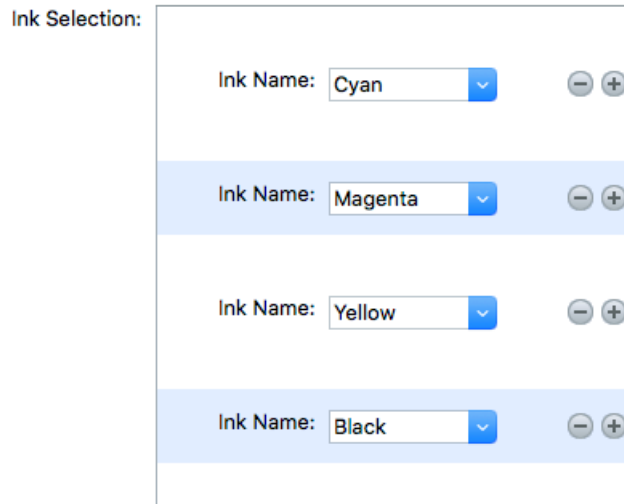 Ink Selection:
Ink Name: Cyan
Ink Name: Magenta
Ink Name: Yellow
Ink Name: Black